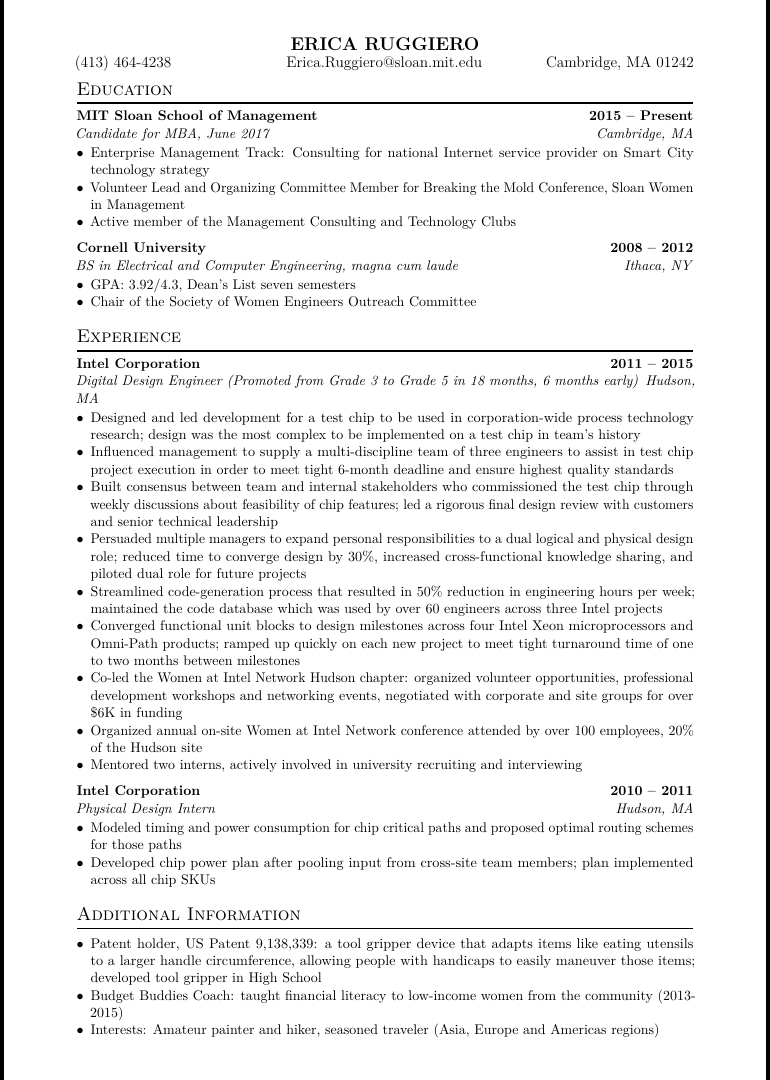 ERICA RUGGIERO
(413) 464-4238 Erica.Ruggiero@sloan.mit.edu Cambridge, MA 01242
Education
MIT Sloan School of Management 2015 – Present
Candidate for MBA, June 2017 Cambridge, MA
• Enterprise Management Track: Consulting for national Internet service provider on Smart City
technology strategy
• Volunteer Lead and Organizing Committee Member for Breaking the Mold Conference, Sloan Women
in Management
• Active member of the Management Consulting and Technology Clubs
Cornell University 2008 – 2012
BS in Electrical and Computer Engineering, magna cum laude Ithaca, NY
• GPA: 3.92/4.3, Dean's List seven semesters
• Chair of the Society of Women Engineers Outreach Committee
Experience
Intel Corporation 2011 – 2015
Digital Design Engineer (Promoted from Grade 3 to Grade 5 in 18 months, 6 months early) Hudson,
MA
• Designed and led development for a test chip to be used in corporation-wide process technology
research; design was the most complex to be implemented on a test chip in team's history
• Influenced management to supply a multi-discipline team of three engineers to assist in test chip
project execution in order to meet tight 6-month deadline and ensure highest quality standards
• Built consensus between team and internal stakeholders who commissioned the test chip through
weekly discussions about feasibility of chip features; led a rigorous final design review with customers
and senior technical leadership
• Persuaded multiple managers to expand personal responsibilities to a dual logical and physical design
role; reduced time to converge design by 30%, increased cross-functional knowledge sharing, and
piloted dual role for future projects
• Streamlined code-generation process that resulted in 50% reduction in engineering hours per week;
maintained the code database which was used by over 60 engineers across three Intel projects
• Converged functional unit blocks to design milestones across four Intel Xeon microprocessors and
Omni-Path products; ramped up quickly on each new project to meet tight turnaround time of one
to two months between milestones
• Co-led the Women at Intel Network Hudson chapter: organized volunteer opportunities, professional
development workshops and networking events, negotiated with corporate and site groups for over
$6K in funding
• Organized annual on-site Women at Intel Network conference attended by over 100 employees, 20%
of the Hudson site
• Mentored two interns, actively involved in university recruiting and interviewing
Intel Corporation 2010 – 2011
Physical Design Intern Hudson, MA
• Modeled timing and power consumption for chip critical paths and proposed optimal routing schemes
for those paths
• Developed chip power plan after pooling input from cross-site team members; plan implemented
across all chip SKUs
Additional Information
• Patent holder, US Patent 9,138,339: a tool gripper device that adapts items like eating utensils
to a larger handle circumference, allowing people with handicaps to easily maneuver those items;
developed tool gripper in High School
• Budget Buddies Coach: taught financial literacy to low-income women from the community (2013-
2015)
• Interests: Amateur painter and hiker, seasoned traveler (Asia, Europe and Americas regions)